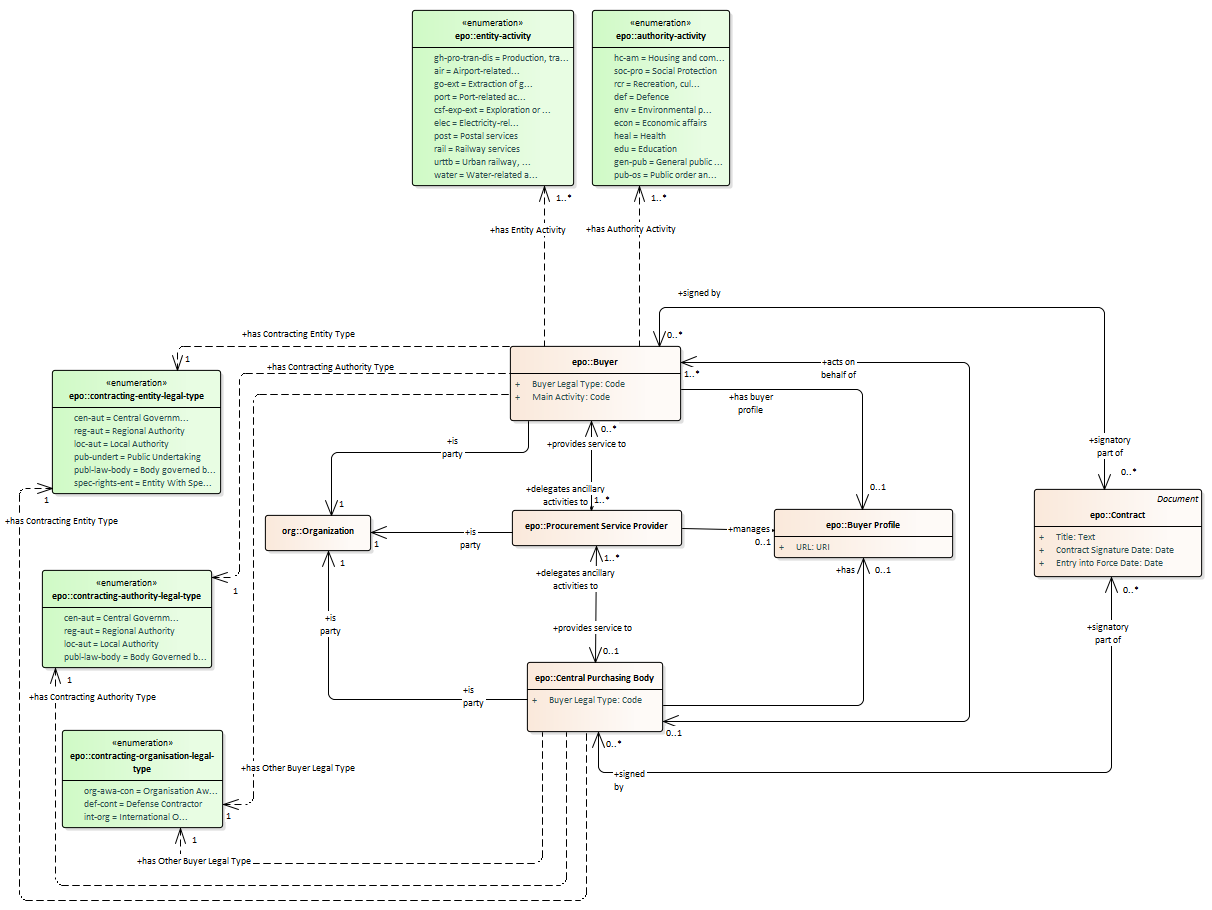 «enumeration»
epo::entity-activity
gh-pro-tran-dis = Production, tra...
air = Airport-related...
go-ext = Extraction of g...
port = Port-related ac...
csf-exp-ext = Exploration or ...
elec = Electricity-rel...
post = Postal services
rail = Railway services
urttb = Urban railway, ...
water = Water-related a...
«enumeration»
epo::authority-activity
hc-am = Housing and com...
soc-pro = Social Protection
rcr = Recreation, cul...
def = Defence
env = Environmental p...
econ = Economic affairs
heal = Health
edu = Education
gen-pub = General public ...
pub-os = Public order an...
1..*
1..*
+has Entity Activity
+has Authority Activity
+signed by
0..*
+has Contracting Entity Type
1
+has Contracting Authority Type
epo::Buyer
+ Buyer Legal Type: Code
+ Main Activity: Code
1..*
+acts on
behalf of
+has buyer
profile
«enumeration»
epo::contracting-entity-legal-type
cen-aut = Central Governm...
reg-aut = Regional Authority
loc-aut = Local Authority
pub-undert = Public Undertaking
publ-law-body = Body governed b...
spec-rights-ent = Entity With Spe...
1
+has Contracting Entity Type
+is
party
0..*
+provides service to
+delegates ancillary
activities to
1..*
0..1
+signatory
part of
0..*
1
org::Organization
1
+is
party
epo::Procurement Service Provider
+manages
0..1
epo::Buyer Profile
+ URL: URI
Document
epo::Contract
+ Title: Text
+ Contract Signature Date: Date
+ Entry into Force Date: Date
1
1..*
+delegates ancillary
activities to
+has
0..1
0..*
«enumeration»
epo::contracting-authority-legal-type
cen-aut = Central Governm...
reg-aut = Regional Authority
loc-aut = Local Authority
publ-law-body = Body Governed b...
1
1
+has Contracting Authority Type
+is
party
+provides service to
0..1
+signatory
part of
epo::Central Purchasing Body
+ Buyer Legal Type: Code
+is
party
0..1
0..*
+signed
by
«enumeration»
epo::contracting-organisation-legal-
type
org-awa-con = Organisation Aw...
def-cont = Defense Contractor
int-org = International O...
+has Other Buyer Legal Type
1
1
+has Other Buyer Legal Type